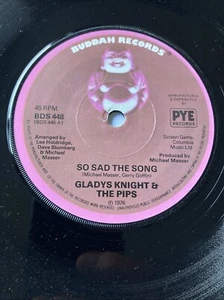 BUDDAH RECORDS
45 RPM
BDS 448
(BDS 448 A)
PYE
RECORDS
Arranged by
Lee Holdridge,
Dave Blumberg
& Michael
Masser
Screen Gems-
Columbia
Music Ltd
Produced by
Michael Masser
SO SAD THE SONG
(Michael Masser, Gerry Goffin)
GLADYS KNIGHT &
THE PIPS
℗ 1976